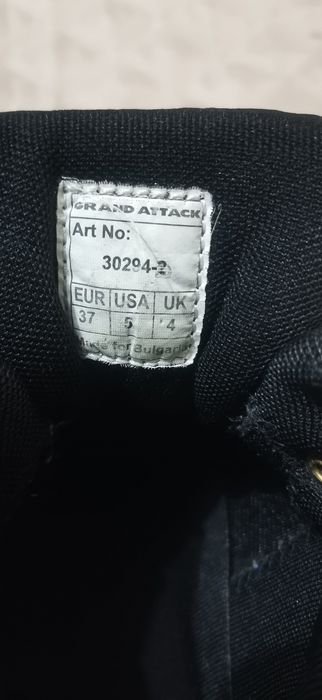 GRAND ATTACK
Art No:
30294-2
EUR USA UK
37 5 4
Made for Bulgaria